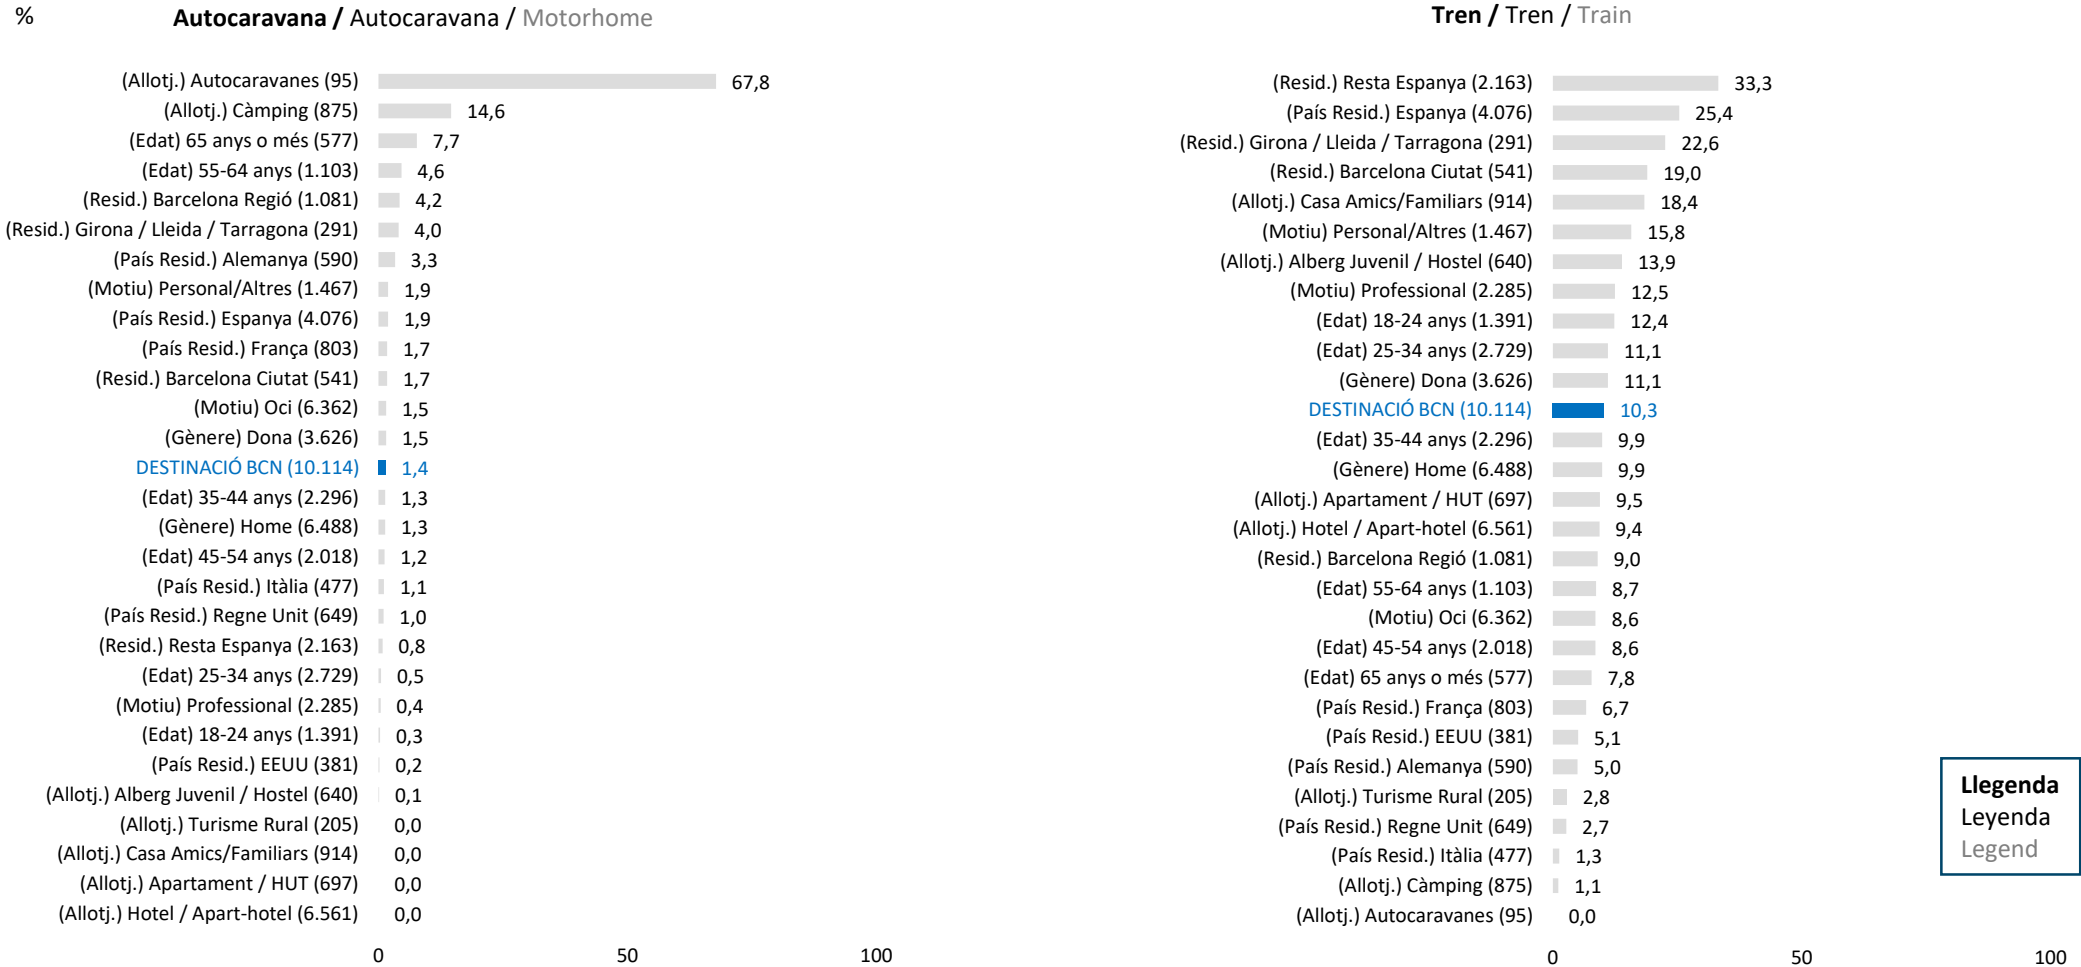 %
Autocaravana / Autocaravana / Motorhome
(Allotj.) Autocaravanes (95) 67,8
(Allotj.) Càmping (875) 14,6
(Edat) 65 anys o més (577) 7,7
(Edat) 55-64 anys (1.103) 4,6
(Resid.) Barcelona Regió (1.081) 4,2
(Resid.) Girona / Lleida / Tarragona (291) 4,0
(País Resid.) Alemanya (590) 3,3
(Motiu) Personal/Altres (1.467) 1,9
(País Resid.) Espanya (4.076) 1,9
(País Resid.) França (803) 1,7
(Resid.) Barcelona Ciutat (541) 1,7
(Motiu) Oci (6.362) 1,5
(Gènere) Dona (3.626) 1,5
DESTINACIÓ BCN (10.114) 1,4
(Edat) 35-44 anys (2.296) 1,3
(Gènere) Home (6.488) 1,3
(Edat) 45-54 anys (2.018) 1,2
(País Resid.) Itàlia (477) 1,1
(País Resid.) Regne Unit (649) 1,0
(Resid.) Resta Espanya (2.163) 0,8
(Edat) 25-34 anys (2.729) 0,5
(Motiu) Professional (2.285) 0,4
(Edat) 18-24 anys (1.391) 0,3
(País Resid.) EEUU (381) 0,2
(Allotj.) Alberg Juvenil / Hostel (640) 0,1
(Allotj.) Turisme Rural (205) 0,0
(Allotj.) Casa Amics/Familiars (914) 0,0
(Allotj.) Apartament / HUT (697) 0,0
(Allotj.) Hotel / Apart-hotel (6.561) 0,0
0 50 100
Tren / Tren / Train
(Resid.) Resta Espanya (2.163) 33,3
(País Resid.) Espanya (4.076) 25,4
(Resid.) Girona / Lleida / Tarragona (291) 22,6
(Resid.) Barcelona Ciutat (541) 19,0
(Allotj.) Casa Amics/Familiars (914) 18,4
(Motiu) Personal/Altres (1.467) 15,8
(Allotj.) Alberg Juvenil / Hostel (640) 13,9
(Motiu) Professional (2.285) 12,5
(Edat) 18-24 anys (1.391) 12,4
(Edat) 25-34 anys (2.729) 11,1
(Gènere) Dona (3.626) 11,1
DESTINACIÓ BCN (10.114) 10,3
(Edat) 35-44 anys (2.296) 9,9
(Gènere) Home (6.488) 9,9
(Allotj.) Apartament / HUT (697) 9,5
(Allotj.) Hotel / Apart-hotel (6.561) 9,4
(Resid.) Barcelona Regió (1.081) 9,0
(Edat) 55-64 anys (1.103) 8,7
(Motiu) Oci (6.362) 8,6
(Edat) 45-54 anys (2.018) 8,6
(Edat) 65 anys o més (577) 7,8
(País Resid.) França (803) 6,7
(País Resid.) EEUU (381) 5,1
(País Resid.) Alemanya (590) 5,0
(Allotj.) Turisme Rural (205) 2,8
(País Resid.) Regne Unit (649) 2,7
(País Resid.) Itàlia (477) 1,3
(Allotj.) Càmping (875) 1,1
(Allotj.) Autocaravanes (95) 0,0
0 50 100
Llegenda
Leyenda
Legend